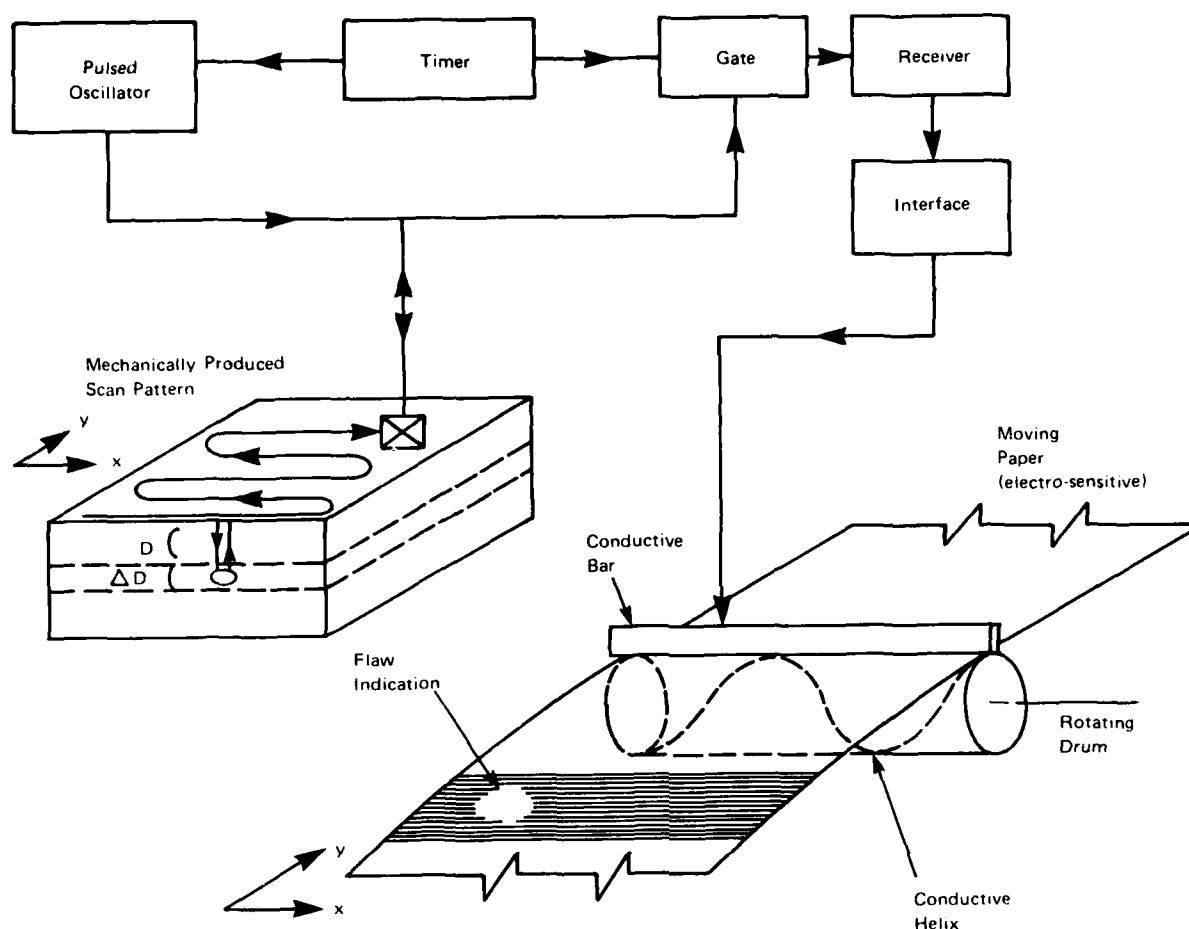 Pulsed
Oscillator
Timer
Gate
Receiver
Interface
Mechanically Produced
Scan Pattern
y
x
D
ΔD
Moving
Paper
(electro-sensitive)
Conductive
Bar
Flaw
Indication
Rotating
Drum
y
x
Conductive
Helix